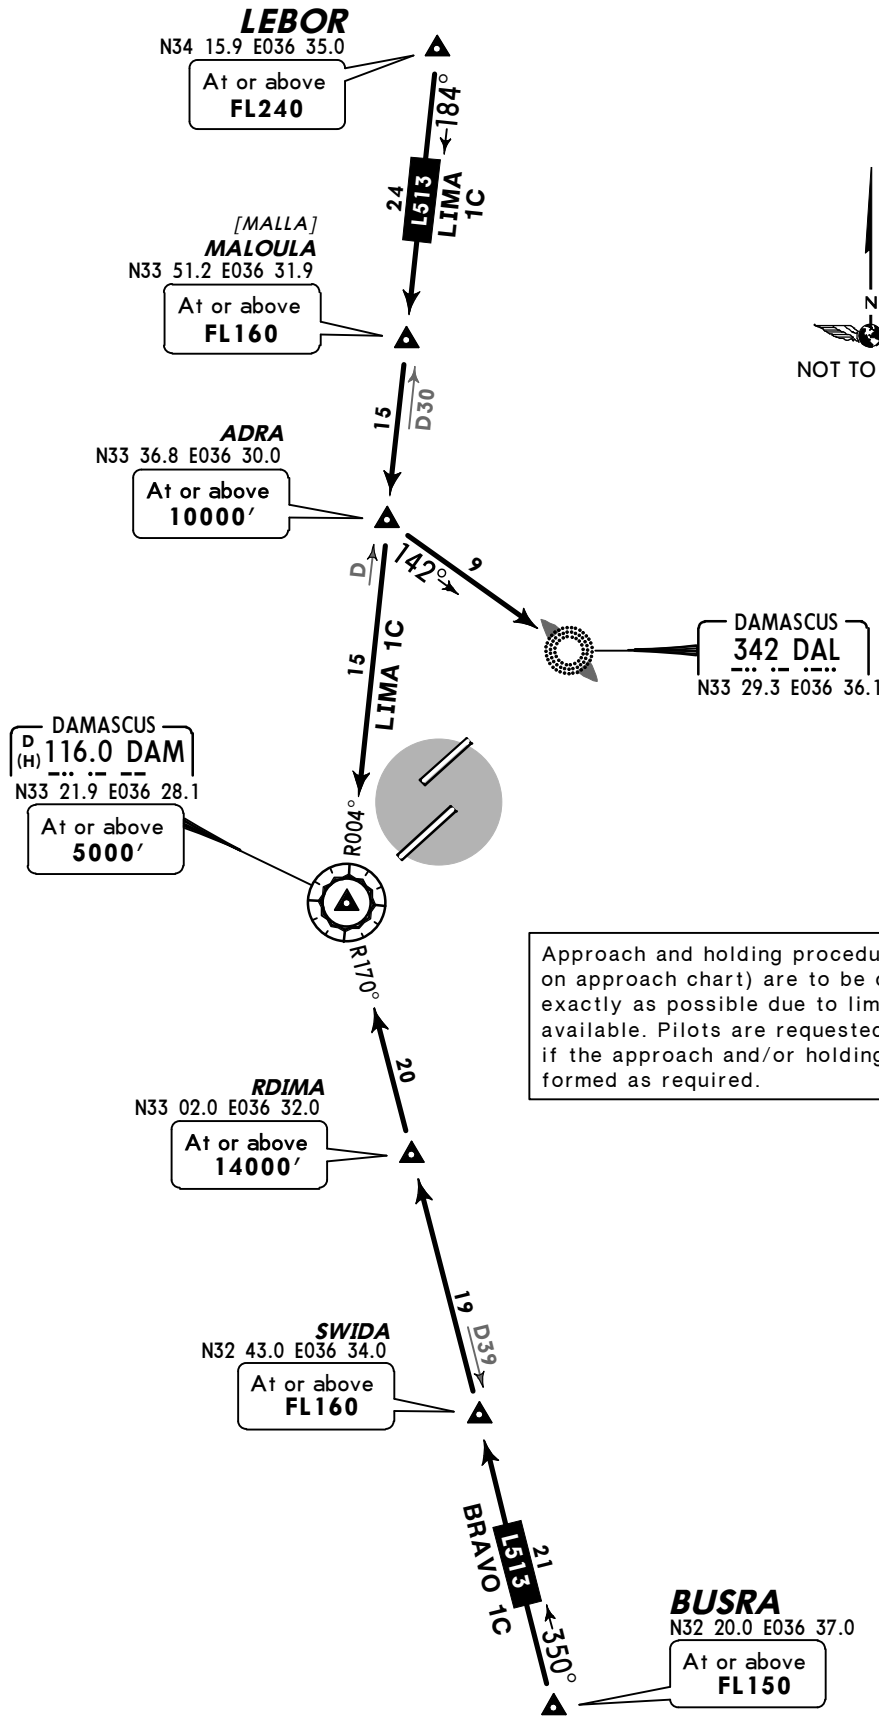 LEBOR
N34 15.9 E036 35.0
At or above
FL240
184°
24
L513
LIMA
1C
[MALLA]
MALOULA
N33 51.2 E036 31.9
At or above
FL160
N
NOT TO
15
D30
ADRA
N33 36.8 E036 30.0
At or above
10000'
D
142°
9
15
LIMA 1C
DAMASCUS
342 DAL
N33 29.3 E036 36.1
DAMASCUS
D
(H) 116.0 DAM
N33 21.9 E036 28.1
At or above
5000'
R004°
R170°
Approach and holding procedu
on approach chart) are to be
exactly as possible due to lim
available. Pilots are requested
if the approach and/or holding
formed as required.
20
RDIMA
N33 02.0 E036 32.0
At or above
14000'
19
D39
SWIDA
N32 43.0 E036 34.0
At or above
FL160
L513
21
BRAVO 1C
350°
BUSRA
N32 20.0 E036 37.0
At or above
FL150